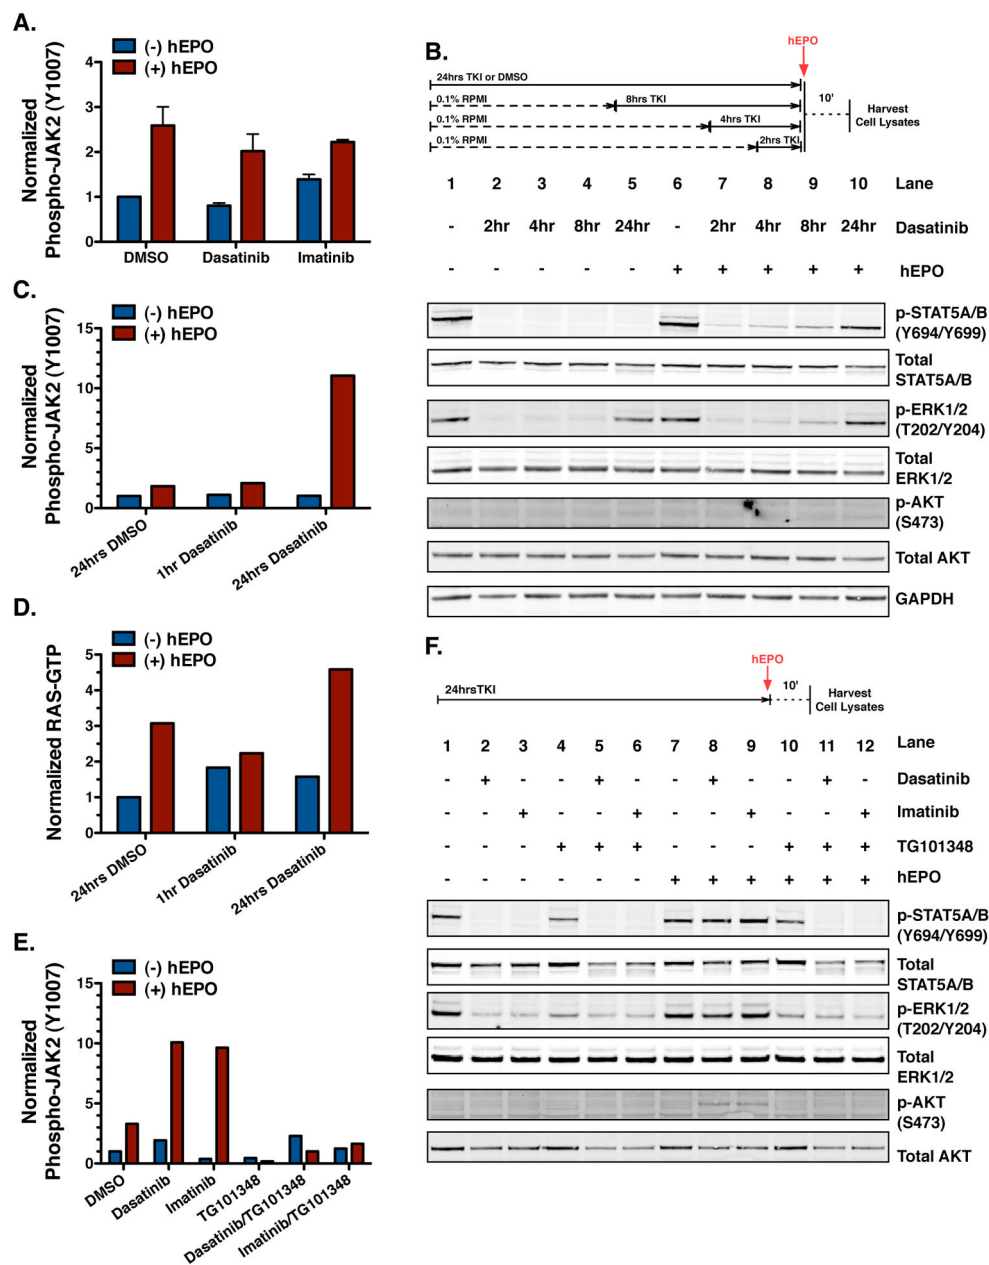 A.
(-) hEPO
(+) hEPO
Normalized
Phospho-JAK2 (Y1007)
4
3
2
1
0
DMSO
Dasatinib
Imatinib
B.
hEPO
24hrs TKI or DMSO
0.1% RPMI
8hrs TKI
0.1% RPMI
4hrs TKI
0.1% RPMI
2hrs TKI
10'
Harvest
Cell Lysates
1 2 3 4 5 6 7 8 9 10 Lane
- 2hr 4hr 8hr 24hr - 2hr 4hr 8hr 24hr Dasatinib
- - - - - + + + + + hEPO
p-STAT5A/B
(Y694/Y699)
Total
STAT5A/B
p-ERK1/2
(T202/Y204)
Total
ERK1/2
p-AKT
(S473)
Total AKT
GAPDH
C.
(-) hEPO
(+) hEPO
Normalized
Phospho-JAK2 (Y1007)
15
10
5
0
24hrs DMSO
1hr Dasatinib
24hrs Dasatinib
D.
(-) hEPO
(+) hEPO
Normalized RAS-GTP
5
4
3
2
1
0
24hrs DMSO
1hr Dasatinib
24hrs Dasatinib
E.
(-) hEPO
(+) hEPO
Normalized
Phospho-JAK2 (Y1007)
15
10
5
0
DMSO
Dasatinib
Imatinib
TG101348
Dasatinib/TG101348
Imatinib/TG101348
F.
hEPO
24hrsTKI
10'
Harvest
Cell Lysates
1 2 3 4 5 6 7 8 9 10 11 12 Lane
- + - - + - - + - - + - Dasatinib
- - + - - + - - + - - + Imatinib
- - - + + + - - - + + + TG101348
- - - - - - + + + + + + hEPO
p-STAT5A/B
(Y694/Y699)
Total
STAT5A/B
p-ERK1/2
(T202/Y204)
Total
ERK1/2
p-AKT
(S473)
Total AKT